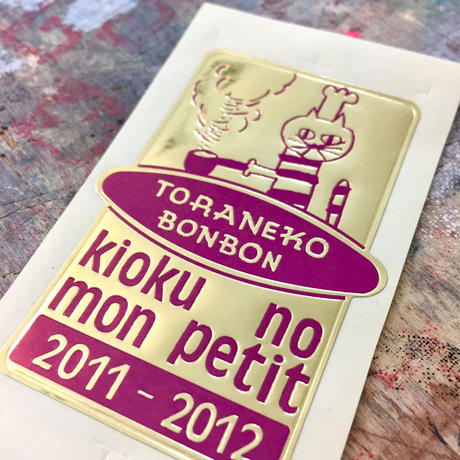 TORANEKO
BONBON
kioku no
mon petit
2011 - 2012